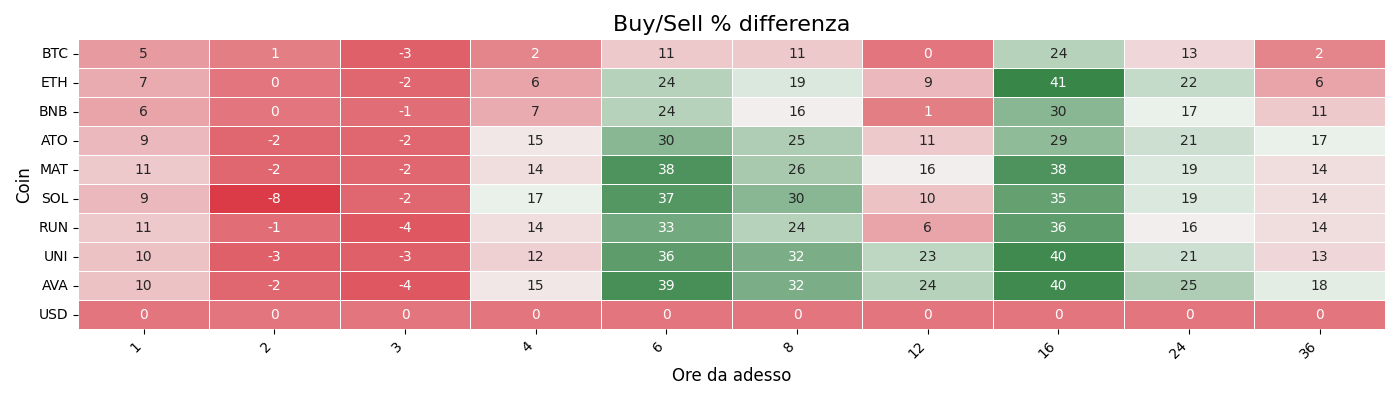 Buy/Sell % differenza
Coin
BTC 5 1 -3 2 11 11 0 24 13 2
ETH 7 0 -2 6 24 19 9 41 22 6
BNB 6 0 -1 7 24 16 1 30 17 11
ATO 9 -2 -2 15 30 25 11 29 21 17
MAT 11 -2 -2 14 38 26 16 38 19 14
SOL 9 -8 -2 17 37 30 10 35 19 14
RUN 11 -1 -4 14 33 24 6 36 16 14
UNI 10 -3 -3 12 36 32 23 40 21 13
AVA 10 -2 -4 15 39 32 24 40 25 18
USD 0 0 0 0 0 0 0 0 0 0
1 2 3 4 6 8 12 16 24 36
Ore da adesso